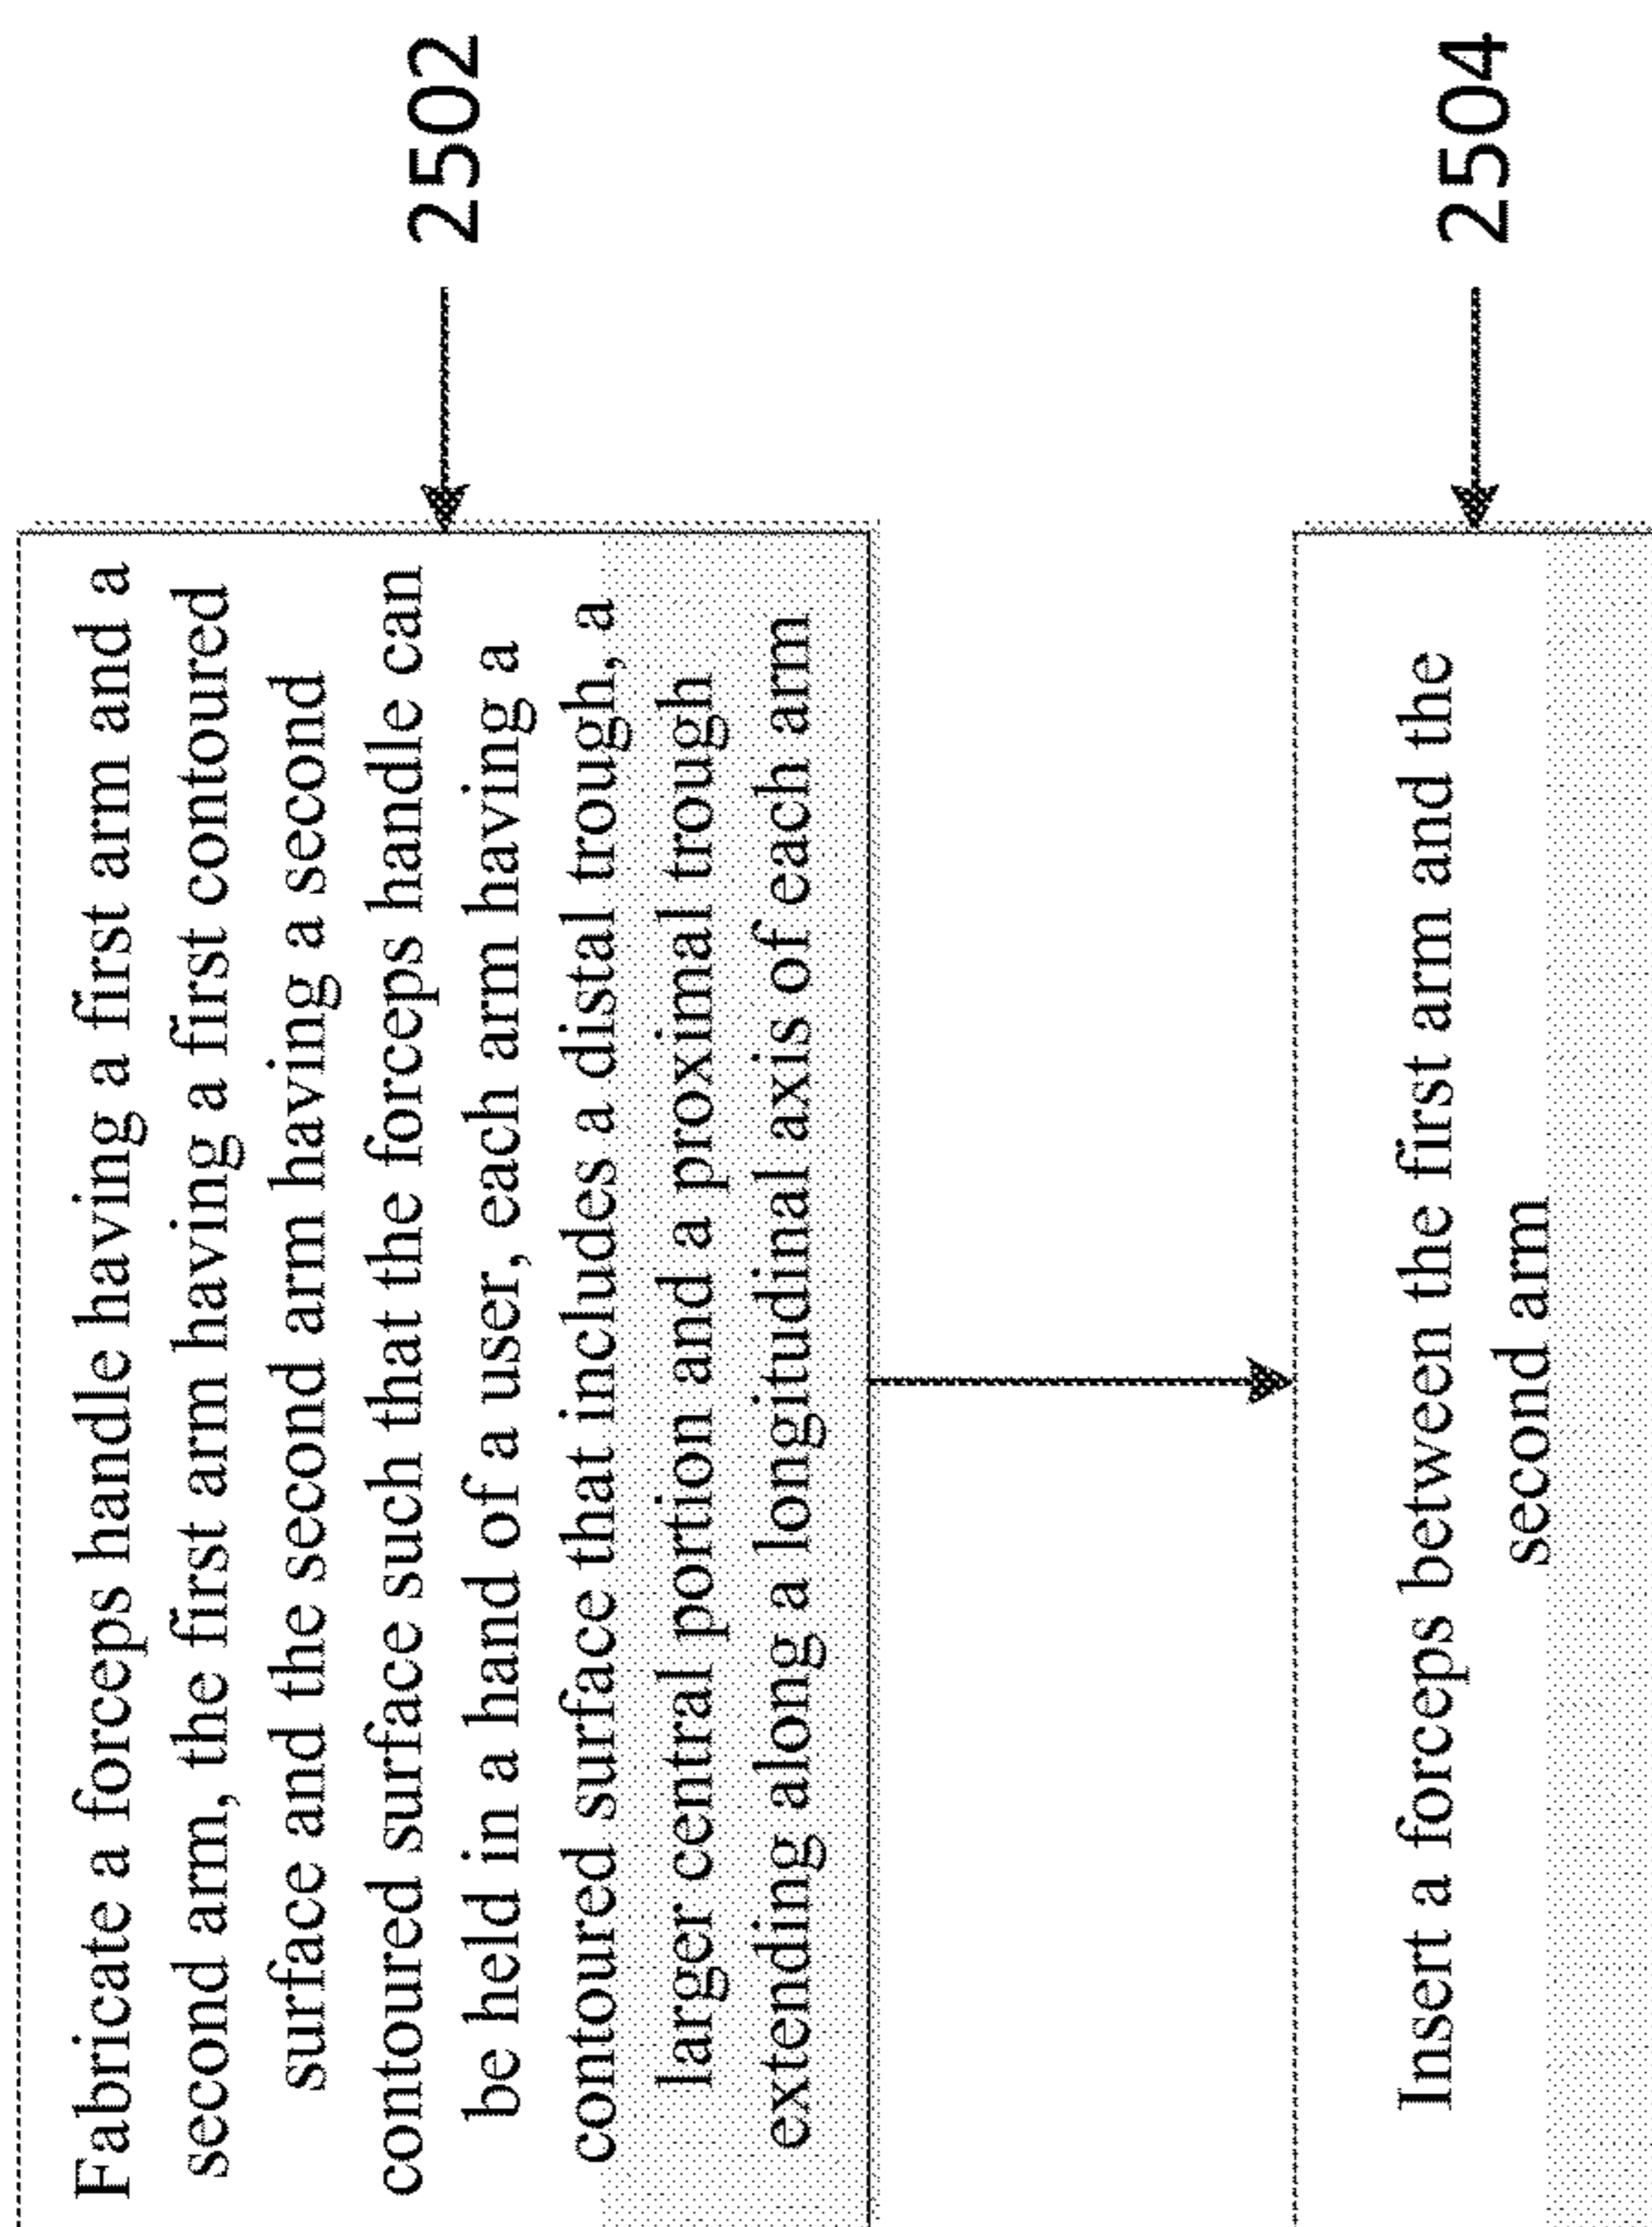 Fabricate a forceps handle having a first arm and a
second arm, the first arm having a first contoured
surface and the second arm having a second
contoured surface such that the forceps handle can
be held in a hand of a user, each arm having a
contoured surface that includes a distal trough, a
larger central portion and a proximal trough
extending along a longitudinal axis of each arm
2502
Insert a forceps between the first arm and the
second arm
2504